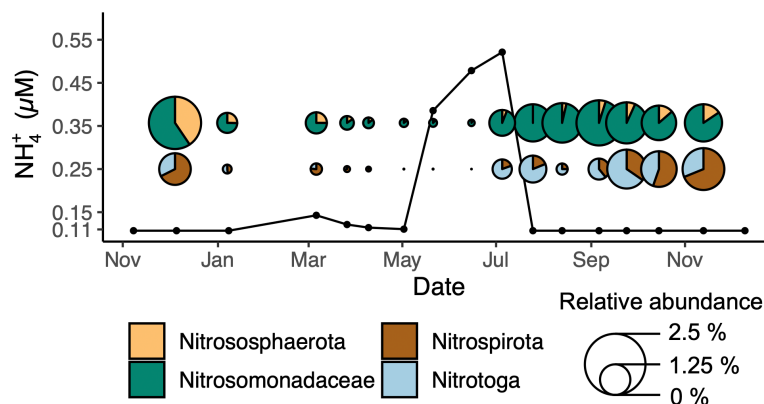 0.55
0.45
0.35
0.25
0.15
0.11
NH₄⁺ (µM)
Nov Jan Mar May Jul Sep Nov
Date
Relative abundance
2.5 %
1.25 %
0 %
Nitrososphaerota Nitrospirota
Nitrosomonadaceae Nitrotoga